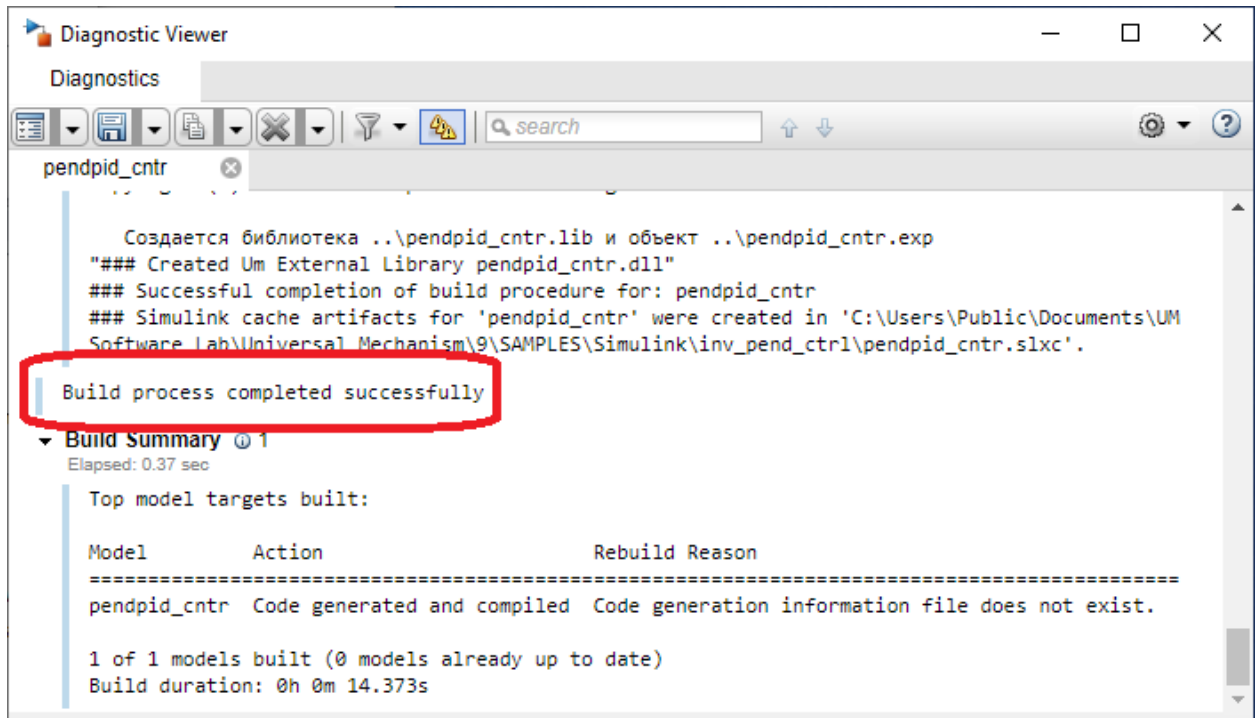 Diagnostic Viewer
Diagnostics
search
pendpid_cntr
Создается библиотека ..\pendpid_cntr.lib и объект ..\pendpid_cntr.exp
"### Created Um External Library pendpid_cntr.dll"
### Successful completion of build procedure for: pendpid_cntr
### Simulink cache artifacts for 'pendpid_cntr' were created in 'C:\Users\Public\Documents\UM
Software Lab\Universal Mechanism\9\SAMPLES\Simulink\inv_pend_ctrl\pendpid_cntr.slxc'.
Build process completed successfully
Build Summary 1
Elapsed: 0.37 sec
Top model targets built:
Model Action Rebuild Reason
==========================================================================================
pendpid_cntr Code generated and compiled Code generation information file does not exist.
1 of 1 models built (0 models already up to date)
Build duration: 0h 0m 14.373s